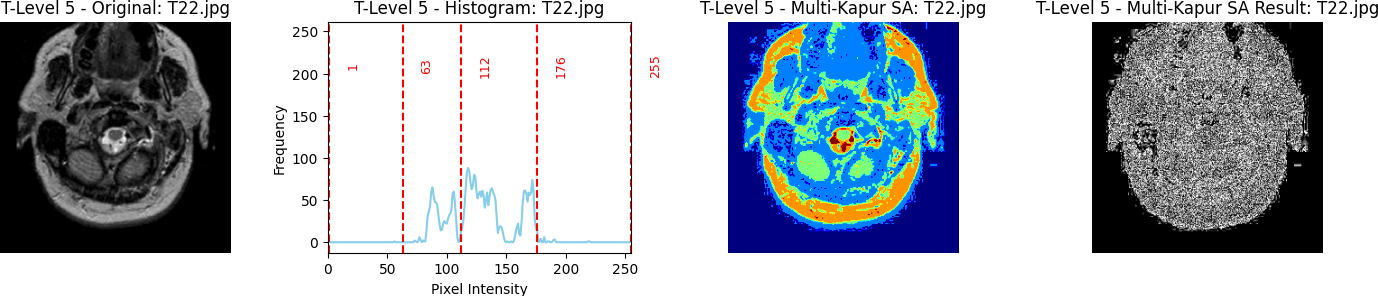 T-Level 5 - Original: T22.jpg
T-Level 5 - Histogram: T22.jpg
T-Level 5 - Multi-Kapur SA: T22.jpg
T-Level 5 - Multi-Kapur SA Result: T22.jpg
250
200
150
100
50
0
Frequency
1
63
112
176
255
0
50
100
150
200
250
Pixel Intensity